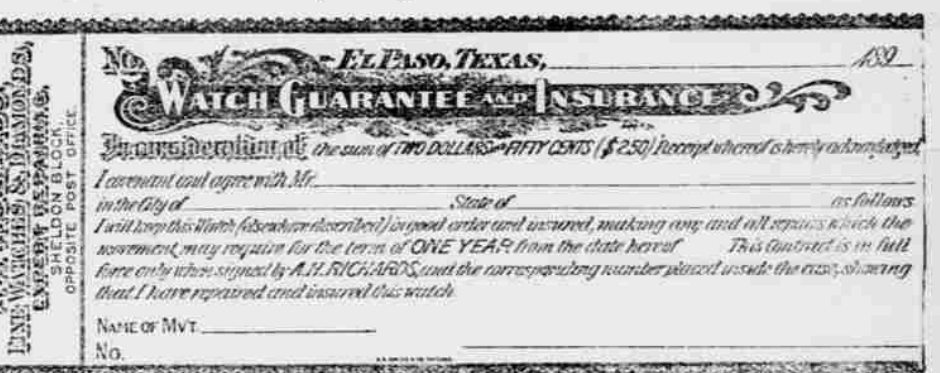 No. EL PASO, TEXAS, 189
WATCH GUARANTEE AND INSURANCE
In consideration of the sum of TWO DOLLARS and FIFTY CENTS ($2.50) Receipt whereof is hereby acknowledged,
I covenant and agree with Mr.
in the City of State of as follows
I will keep this Watch (elsewhere described) in good order and insured, making any and all repairs which the
movement may require for the term of ONE YEAR from the date hereof This Contract is in full
force only when signed by A.H. RICHARDS, and the corresponding number placed inside the case, showing
that I have repaired and insured this watch
NAME OF MVT.
No.
FINE WATCHES & DIAMONDS,
EXPERT REPAIRING,
SHELDON BLOCK
OPPOSITE POST OFFICE